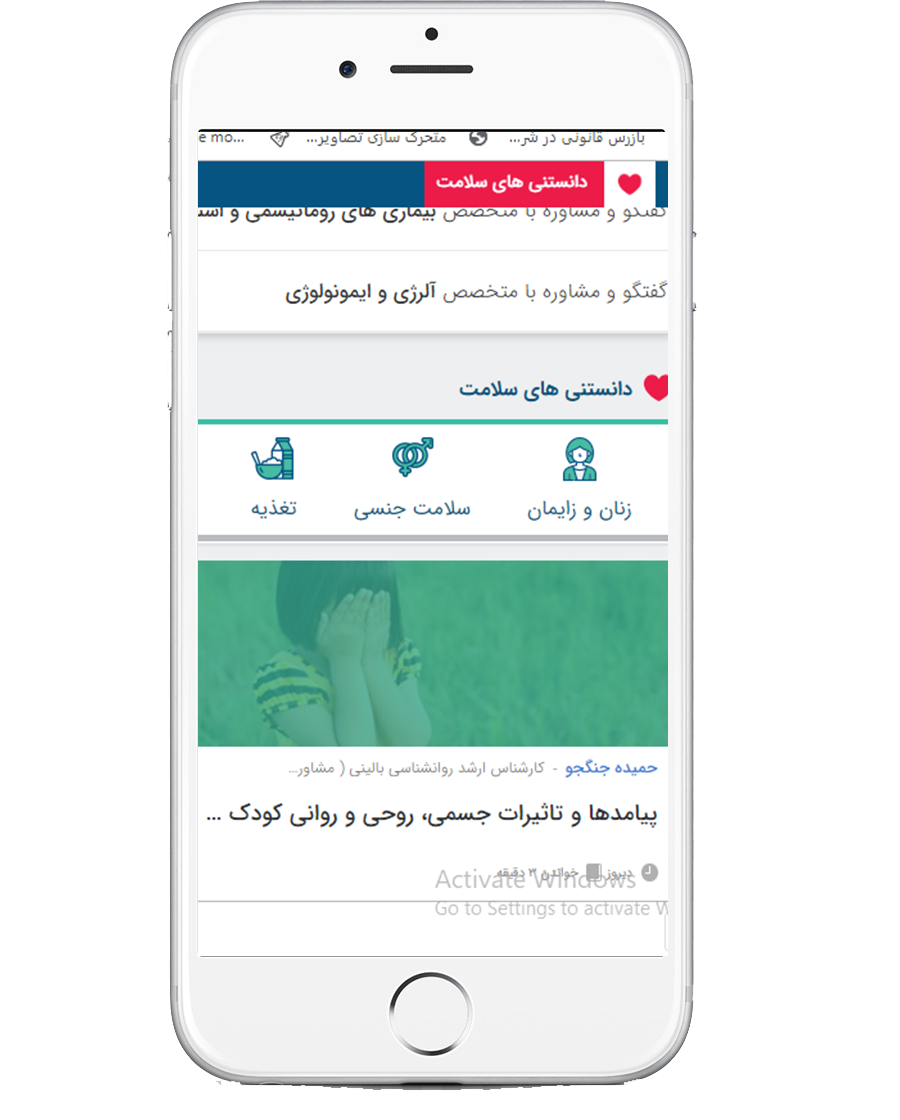 بازرس قانونی در شر... متحرک سازی تصاویر... e mo...
دانستنی های سلامت
گفتگو و مشاوره با متخصص بیماری های روماتیسمی و است
گفتگو و مشاوره با متخصص آلرژی و ایمونولوژی
دانستنی های سلامت
زنان و زایمان سلامت جنسی تغذیه
حمیده جنگجو - کارشناس ارشد روانشناسی بالینی ( مشاور...
پیامدها و تاثیرات جسمی، روحی و روانی کودک ...
دیروز خواندن ۳ دقیقه
Activate Windows
Go to Settings to activate W